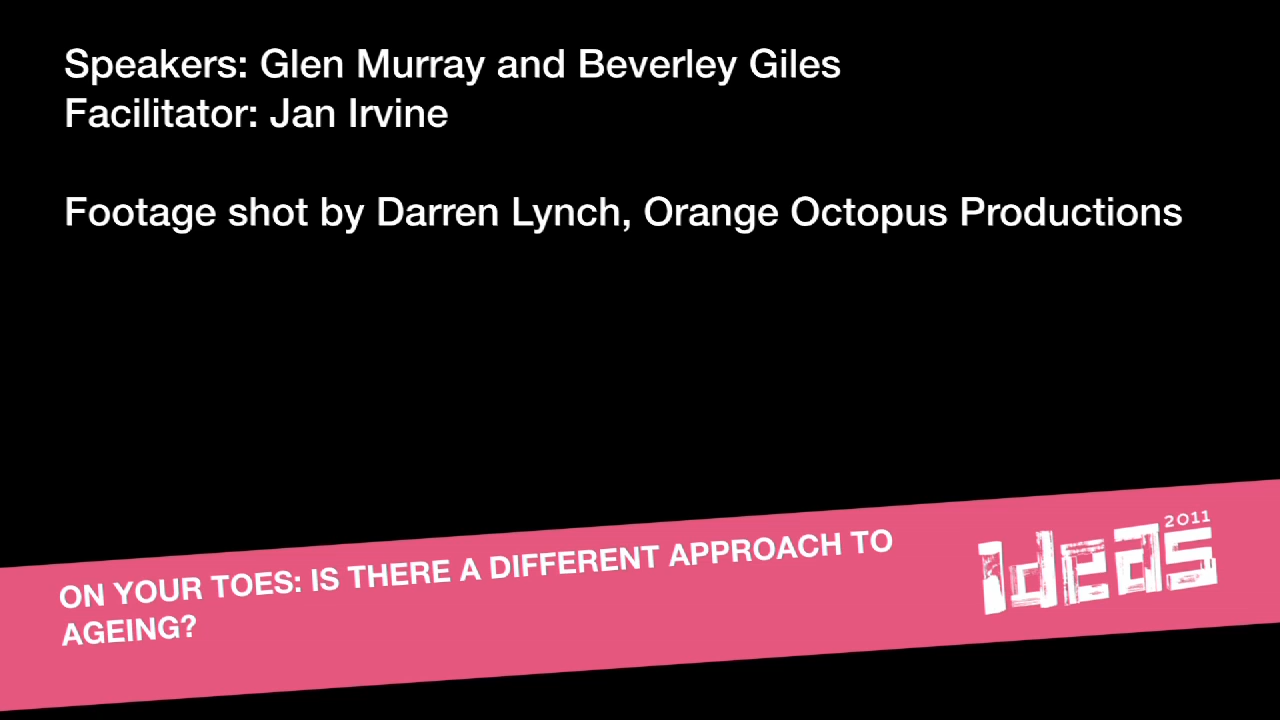 Speakers: Glen Murray and Beverley Giles
Facilitator: Jan Irvine
Footage shot by Darren Lynch, Orange Octopus Productions
ON YOUR TOES: IS THERE A DIFFERENT APPROACH TO
AGEING?
2011
Ideas